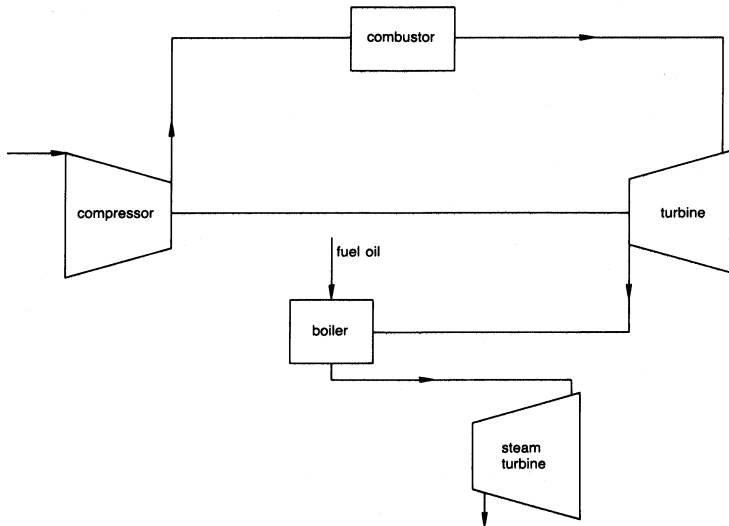 combustor
compressor
turbine
fuel oil
boiler
steam
turbine